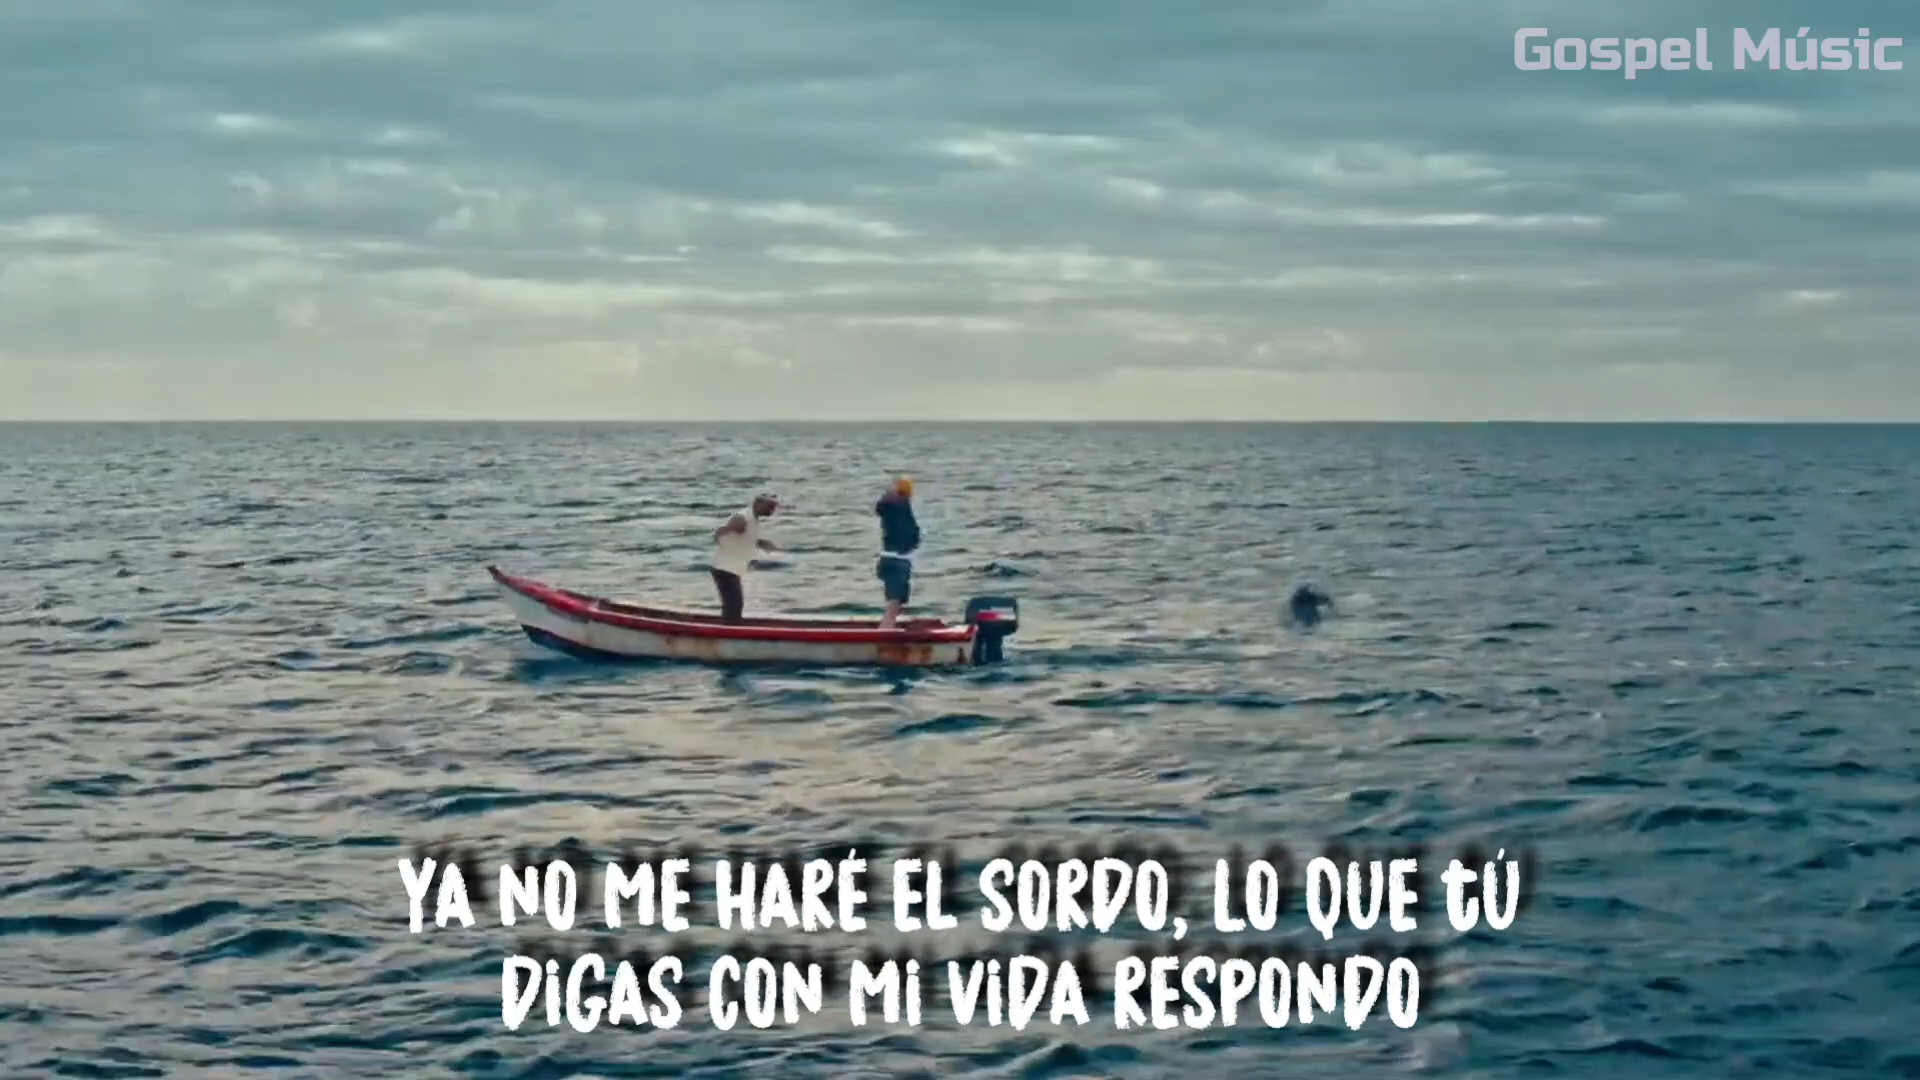 Gospel Músic
YA NO ME HARÉ EL SORDO, LO QUE TÚ
DIGAS CON MI VIDA RESPONDO